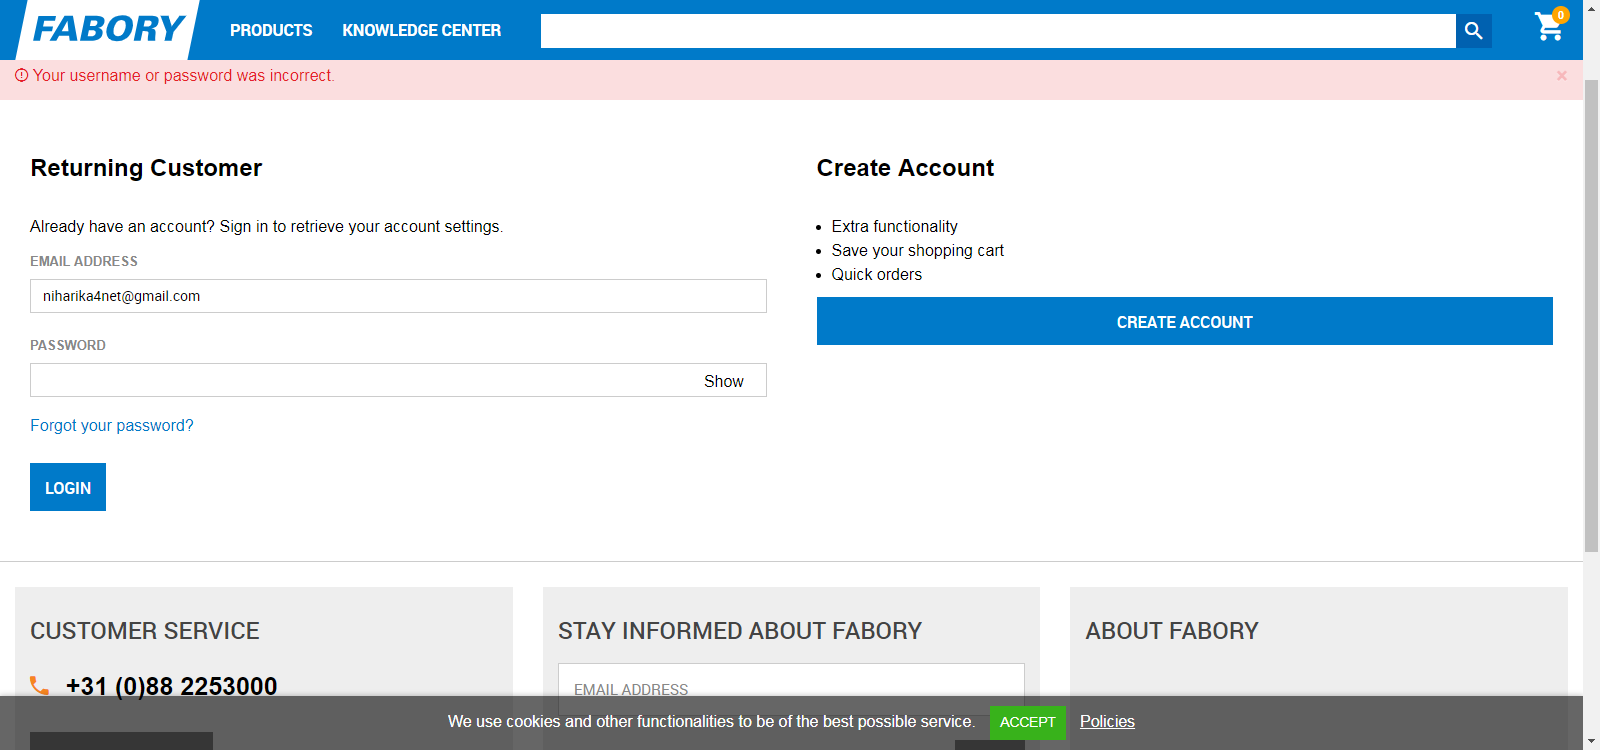 FABORY
PRODUCTS
KNOWLEDGE CENTER
0
Your username or password was incorrect.
×
Returning Customer
Already have an account? Sign in to retrieve your account settings.
EMAIL ADDRESS
niharika4net@gmail.com
PASSWORD
Show
Forgot your password?
LOGIN
Create Account
Extra functionality
Save your shopping cart
Quick orders
CREATE ACCOUNT
CUSTOMER SERVICE
+31 (0)88 2253000
STAY INFORMED ABOUT FABORY
EMAIL ADDRESS
ABOUT FABORY
We use cookies and other functionalities to be of the best possible service.
ACCEPT
Policies